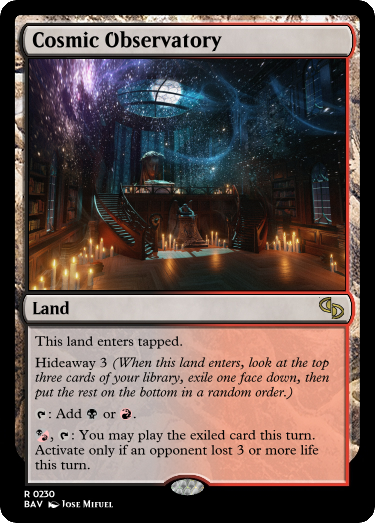 Cosmic Observatory
Land
This land enters tapped.
Hideaway 3 (When this land enters, look at the top
three cards of your library, exile one face down, then
put the rest on the bottom in a random order.)
: Add or .
, : You may play the exiled card this turn.
Activate only if an opponent lost 3 or more life
this turn.
R 0230
BAV Jose Mifuel